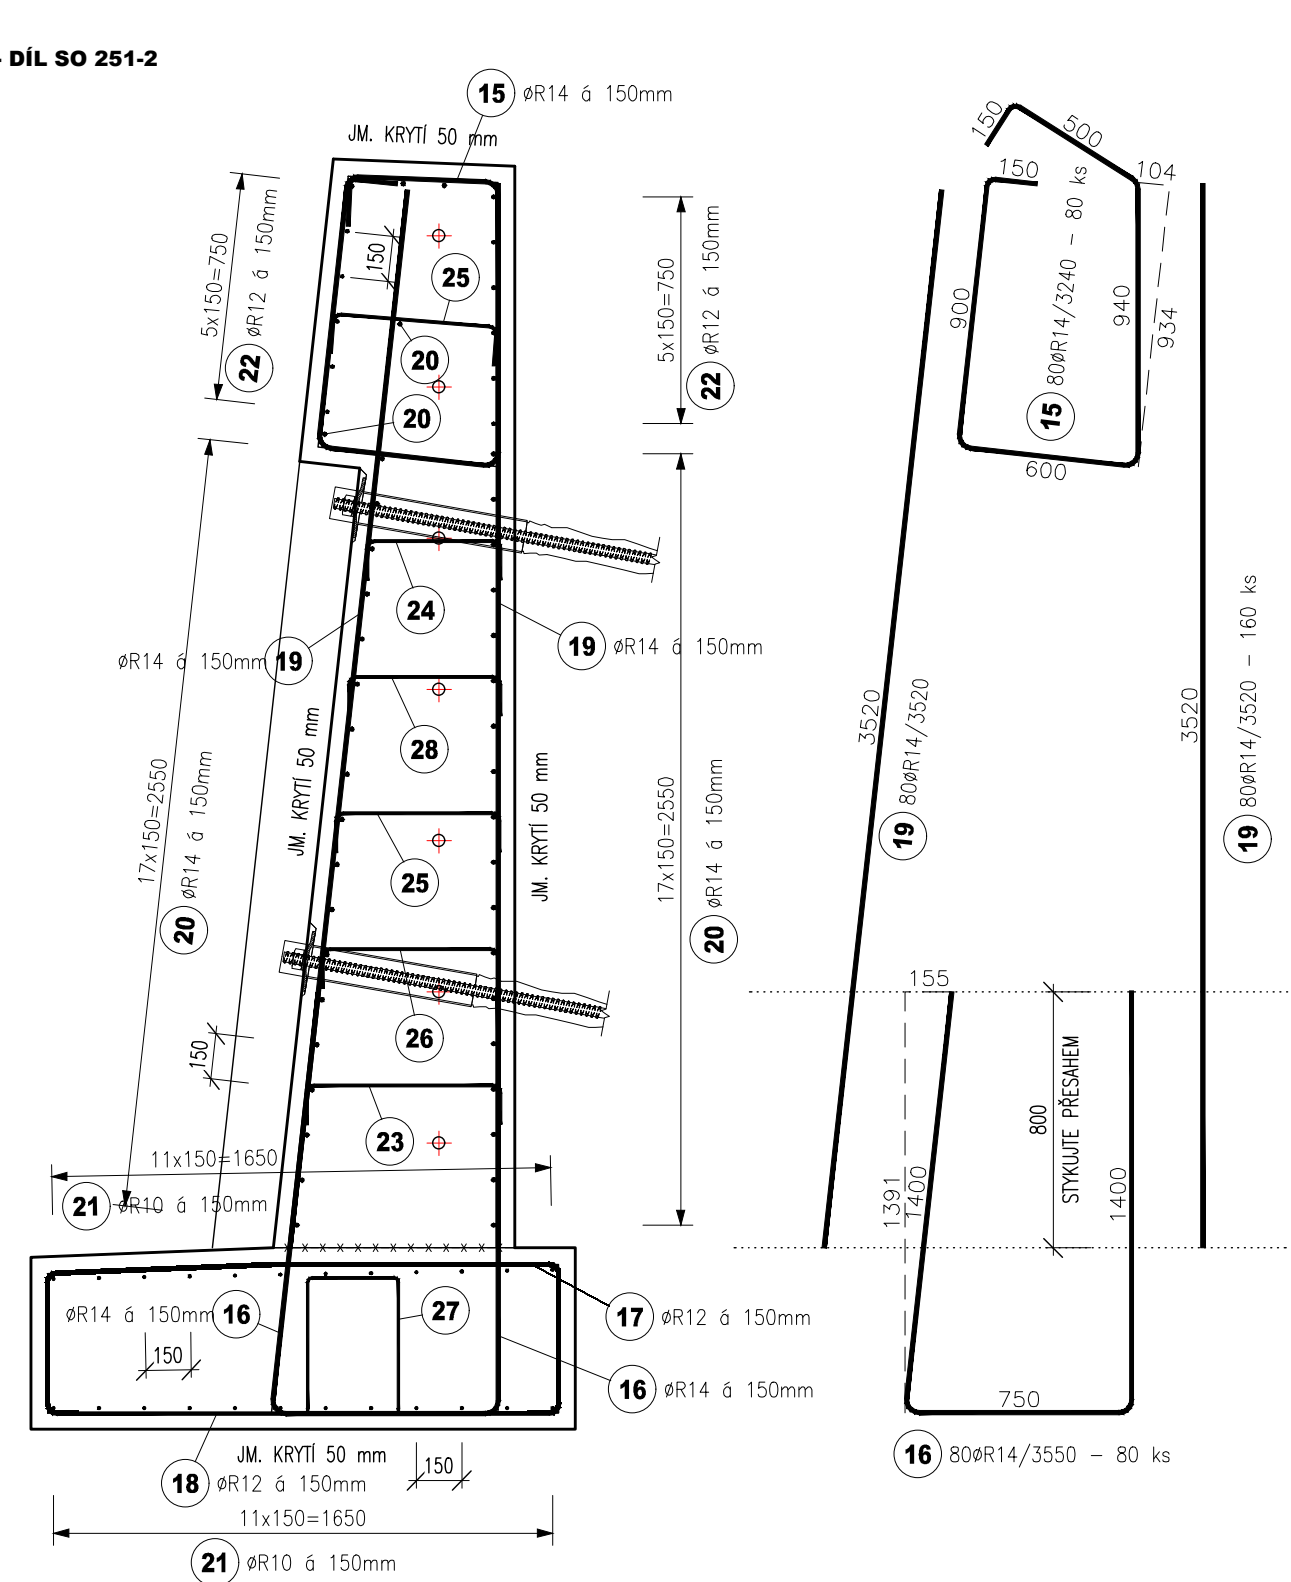 - DÍL SO 251-2
15 øR14 á 150mm
JM. KRYTÍ 50 mm
5x150=750
22 øR12 á 150mm
150
25
20
20
5x150=750
22 øR12 á 150mm
24
øR14 á 150mm 19
19 øR14 á 150mm
28
JM. KRYTÍ 50 mm
JM. KRYTÍ 50 mm
17x150=2550
20 øR14 á 150mm
17x150=2550
20 øR14 á 150mm
25
26
150
23
11x150=1650
21 øR10 á 150mm
øR14 á 150mm 16
27
17 øR12 á 150mm
150
16 øR14 á 150mm
JM. KRYTÍ 50 mm
150
18 øR12 á 150mm
11x150=1650
21 øR10 á 150mm
150
500
150
104
900
15 80øR14/3240 - 80 ks
940
934
600
3520
19 80øR14/3520
3520
19 80øR14/3520 - 160 ks
155
800
STYKUJTE PŘESAHEM
1391
1400
1400
750
16 80øR14/3550 - 80 ks